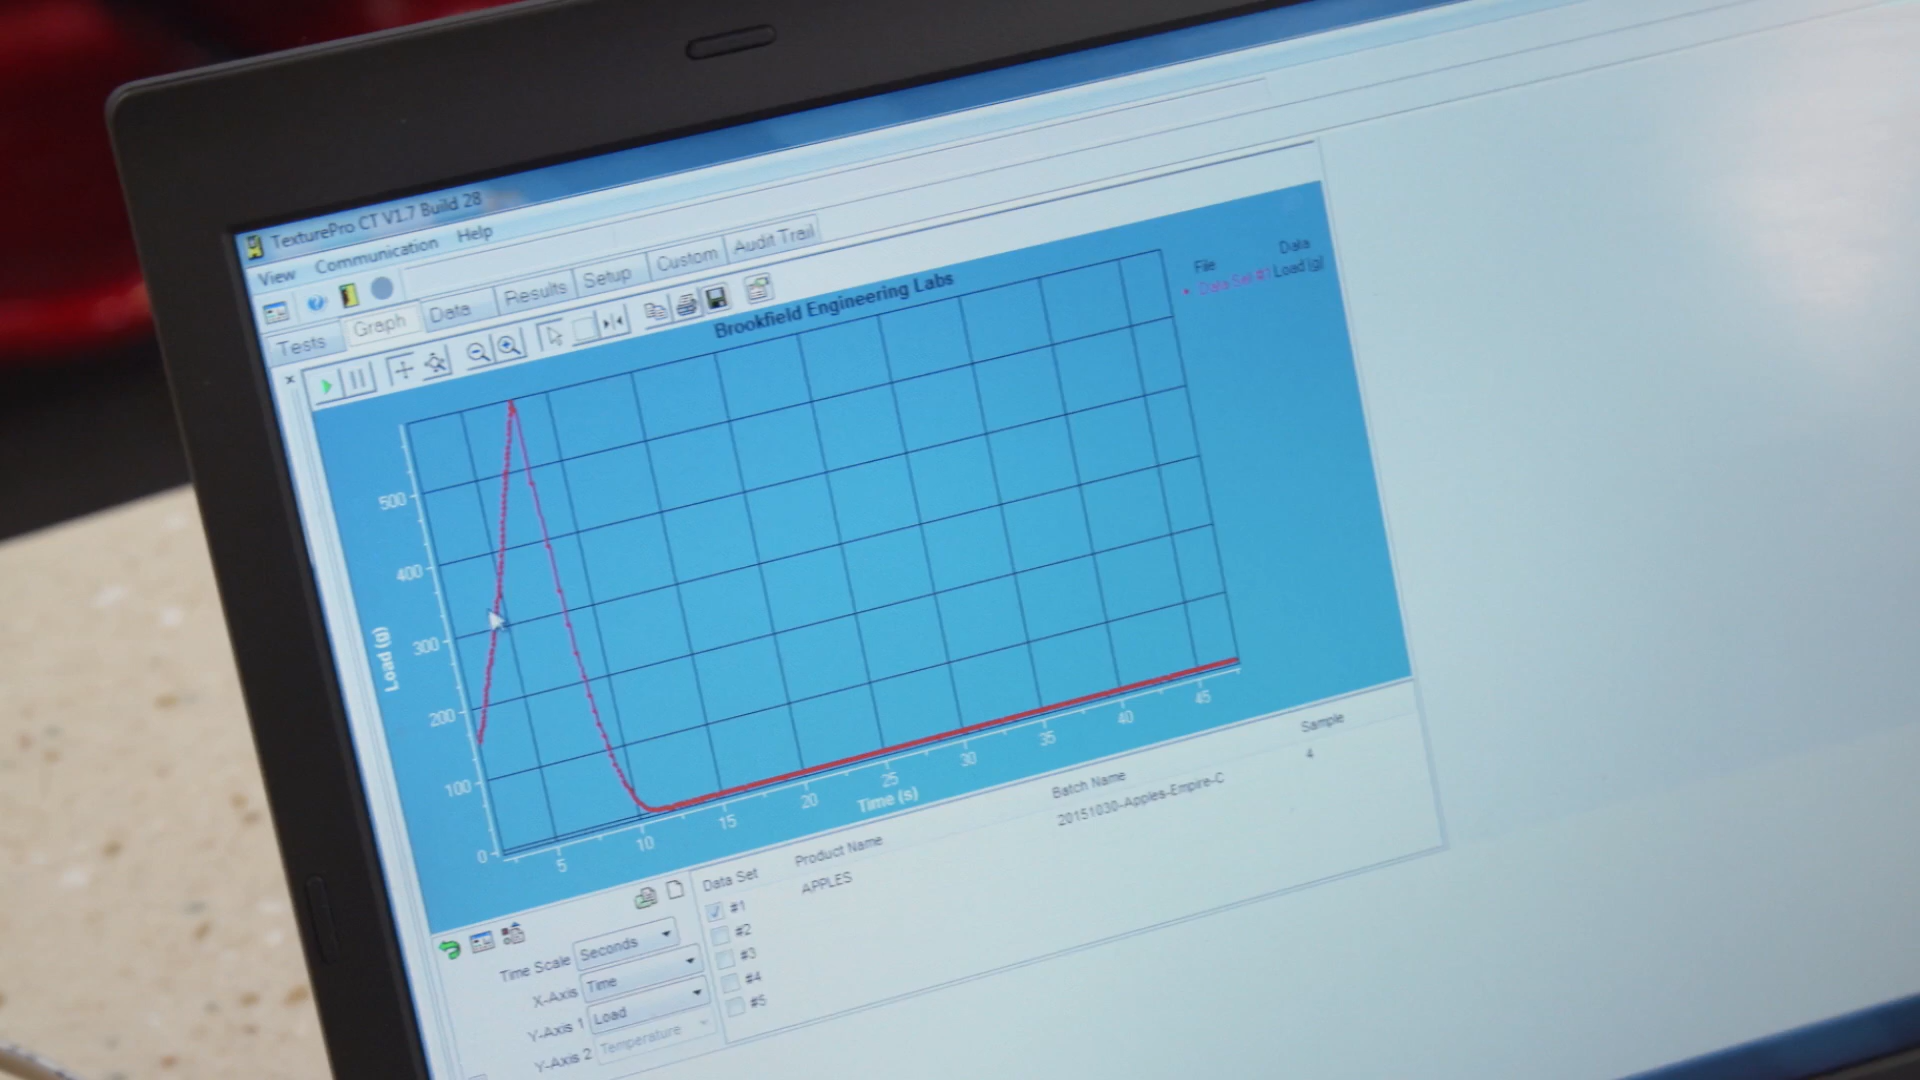 TexturePro CT V1.7 Build 28
View Communication Help
Tests Graph Data Results Setup Custom Audit Trail
Brookfield Engineering Labs
File Data
Data Set #1 Load (g)
500
400
300
200
100
0
Load (g)
5 10 15 20 25 30 35 40 45
Time (s)
Data Set Product Name Batch Name Sample
#1 APPLES 20151030-Apples-Empire-C 4
#2
#3
#4
#5
Time Scale Seconds
X-Axis Time
Y-Axis 1 Load
Y-Axis 2 Temperature